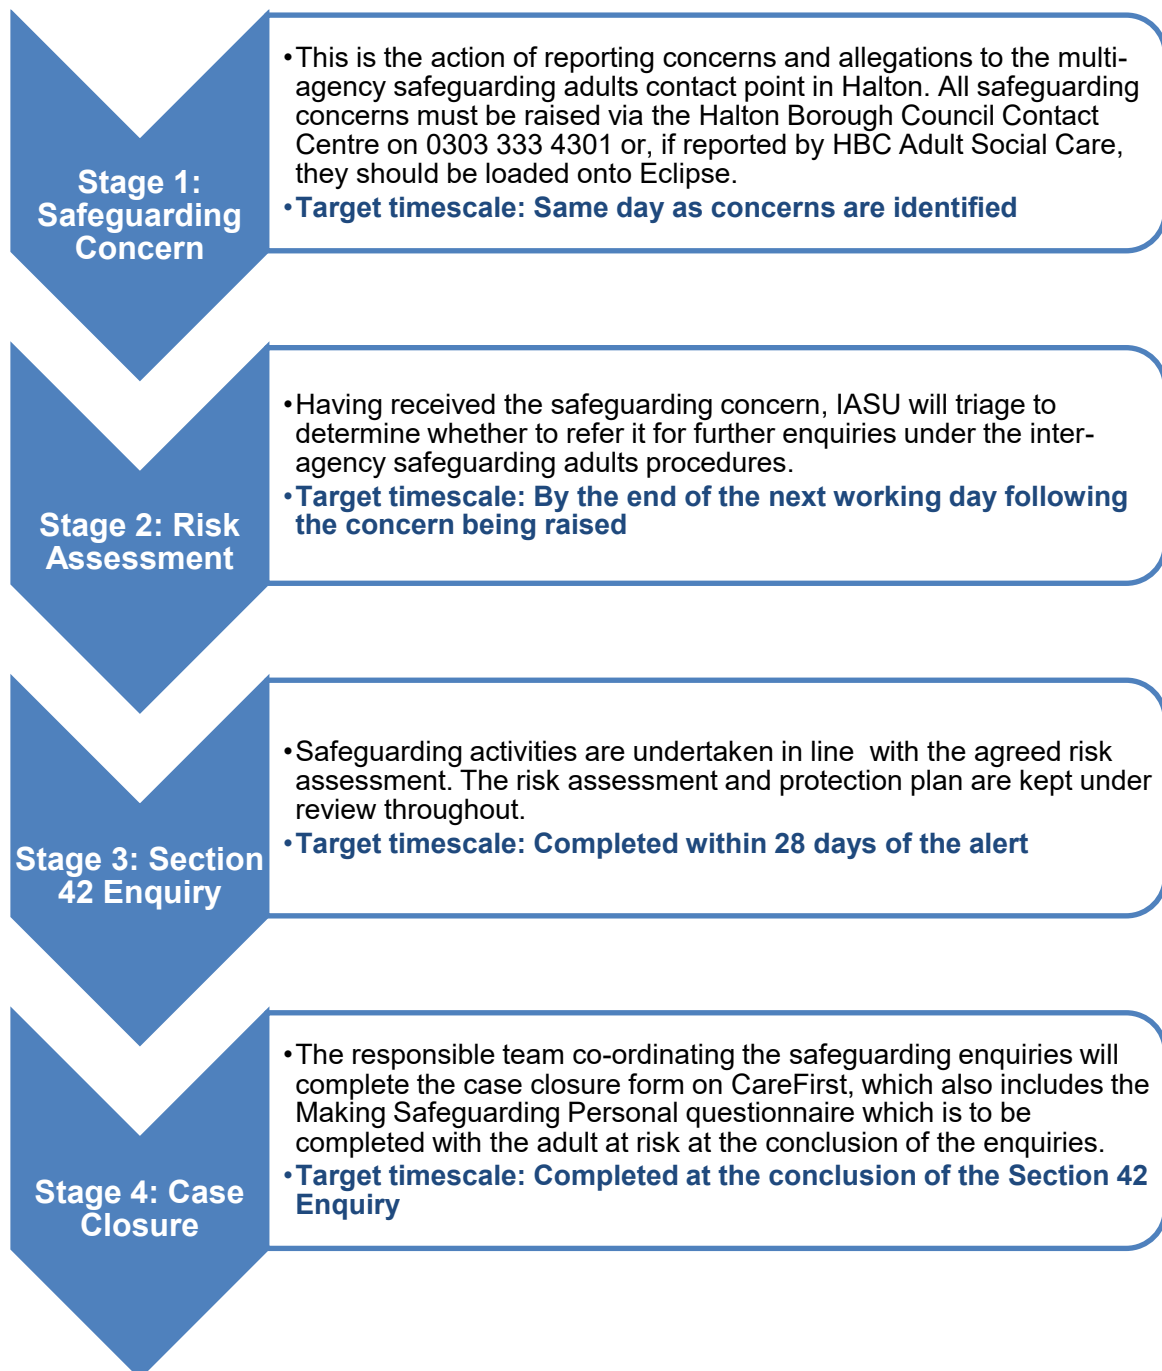 Stage 1:
Safeguarding
Concern
•This is the action of reporting concerns and allegations to the multi-
agency safeguarding adults contact point in Halton. All safeguarding
concerns must be raised via the Halton Borough Council Contact
Centre on 0303 333 4301 or, if reported by HBC Adult Social Care,
they should be loaded onto Eclipse.
•Target timescale: Same day as concerns are identified
Stage 2: Risk
Assessment
•Having received the safeguarding concern, IASU will triage to
determine whether to refer it for further enquiries under the inter-
agency safeguarding adults procedures.
•Target timescale: By the end of the next working day following
the concern being raised
Stage 3: Section
42 Enquiry
•Safeguarding activities are undertaken in line  with the agreed risk
assessment. The risk assessment and protection plan are kept under
review throughout.
•Target timescale: Completed within 28 days of the alert
Stage 4: Case
Closure
•The responsible team co-ordinating the safeguarding enquiries will
complete the case closure form on CareFirst, which also includes the
Making Safeguarding Personal questionnaire which is to be
completed with the adult at risk at the conclusion of the enquiries.
•Target timescale: Completed at the conclusion of the Section 42
Enquiry